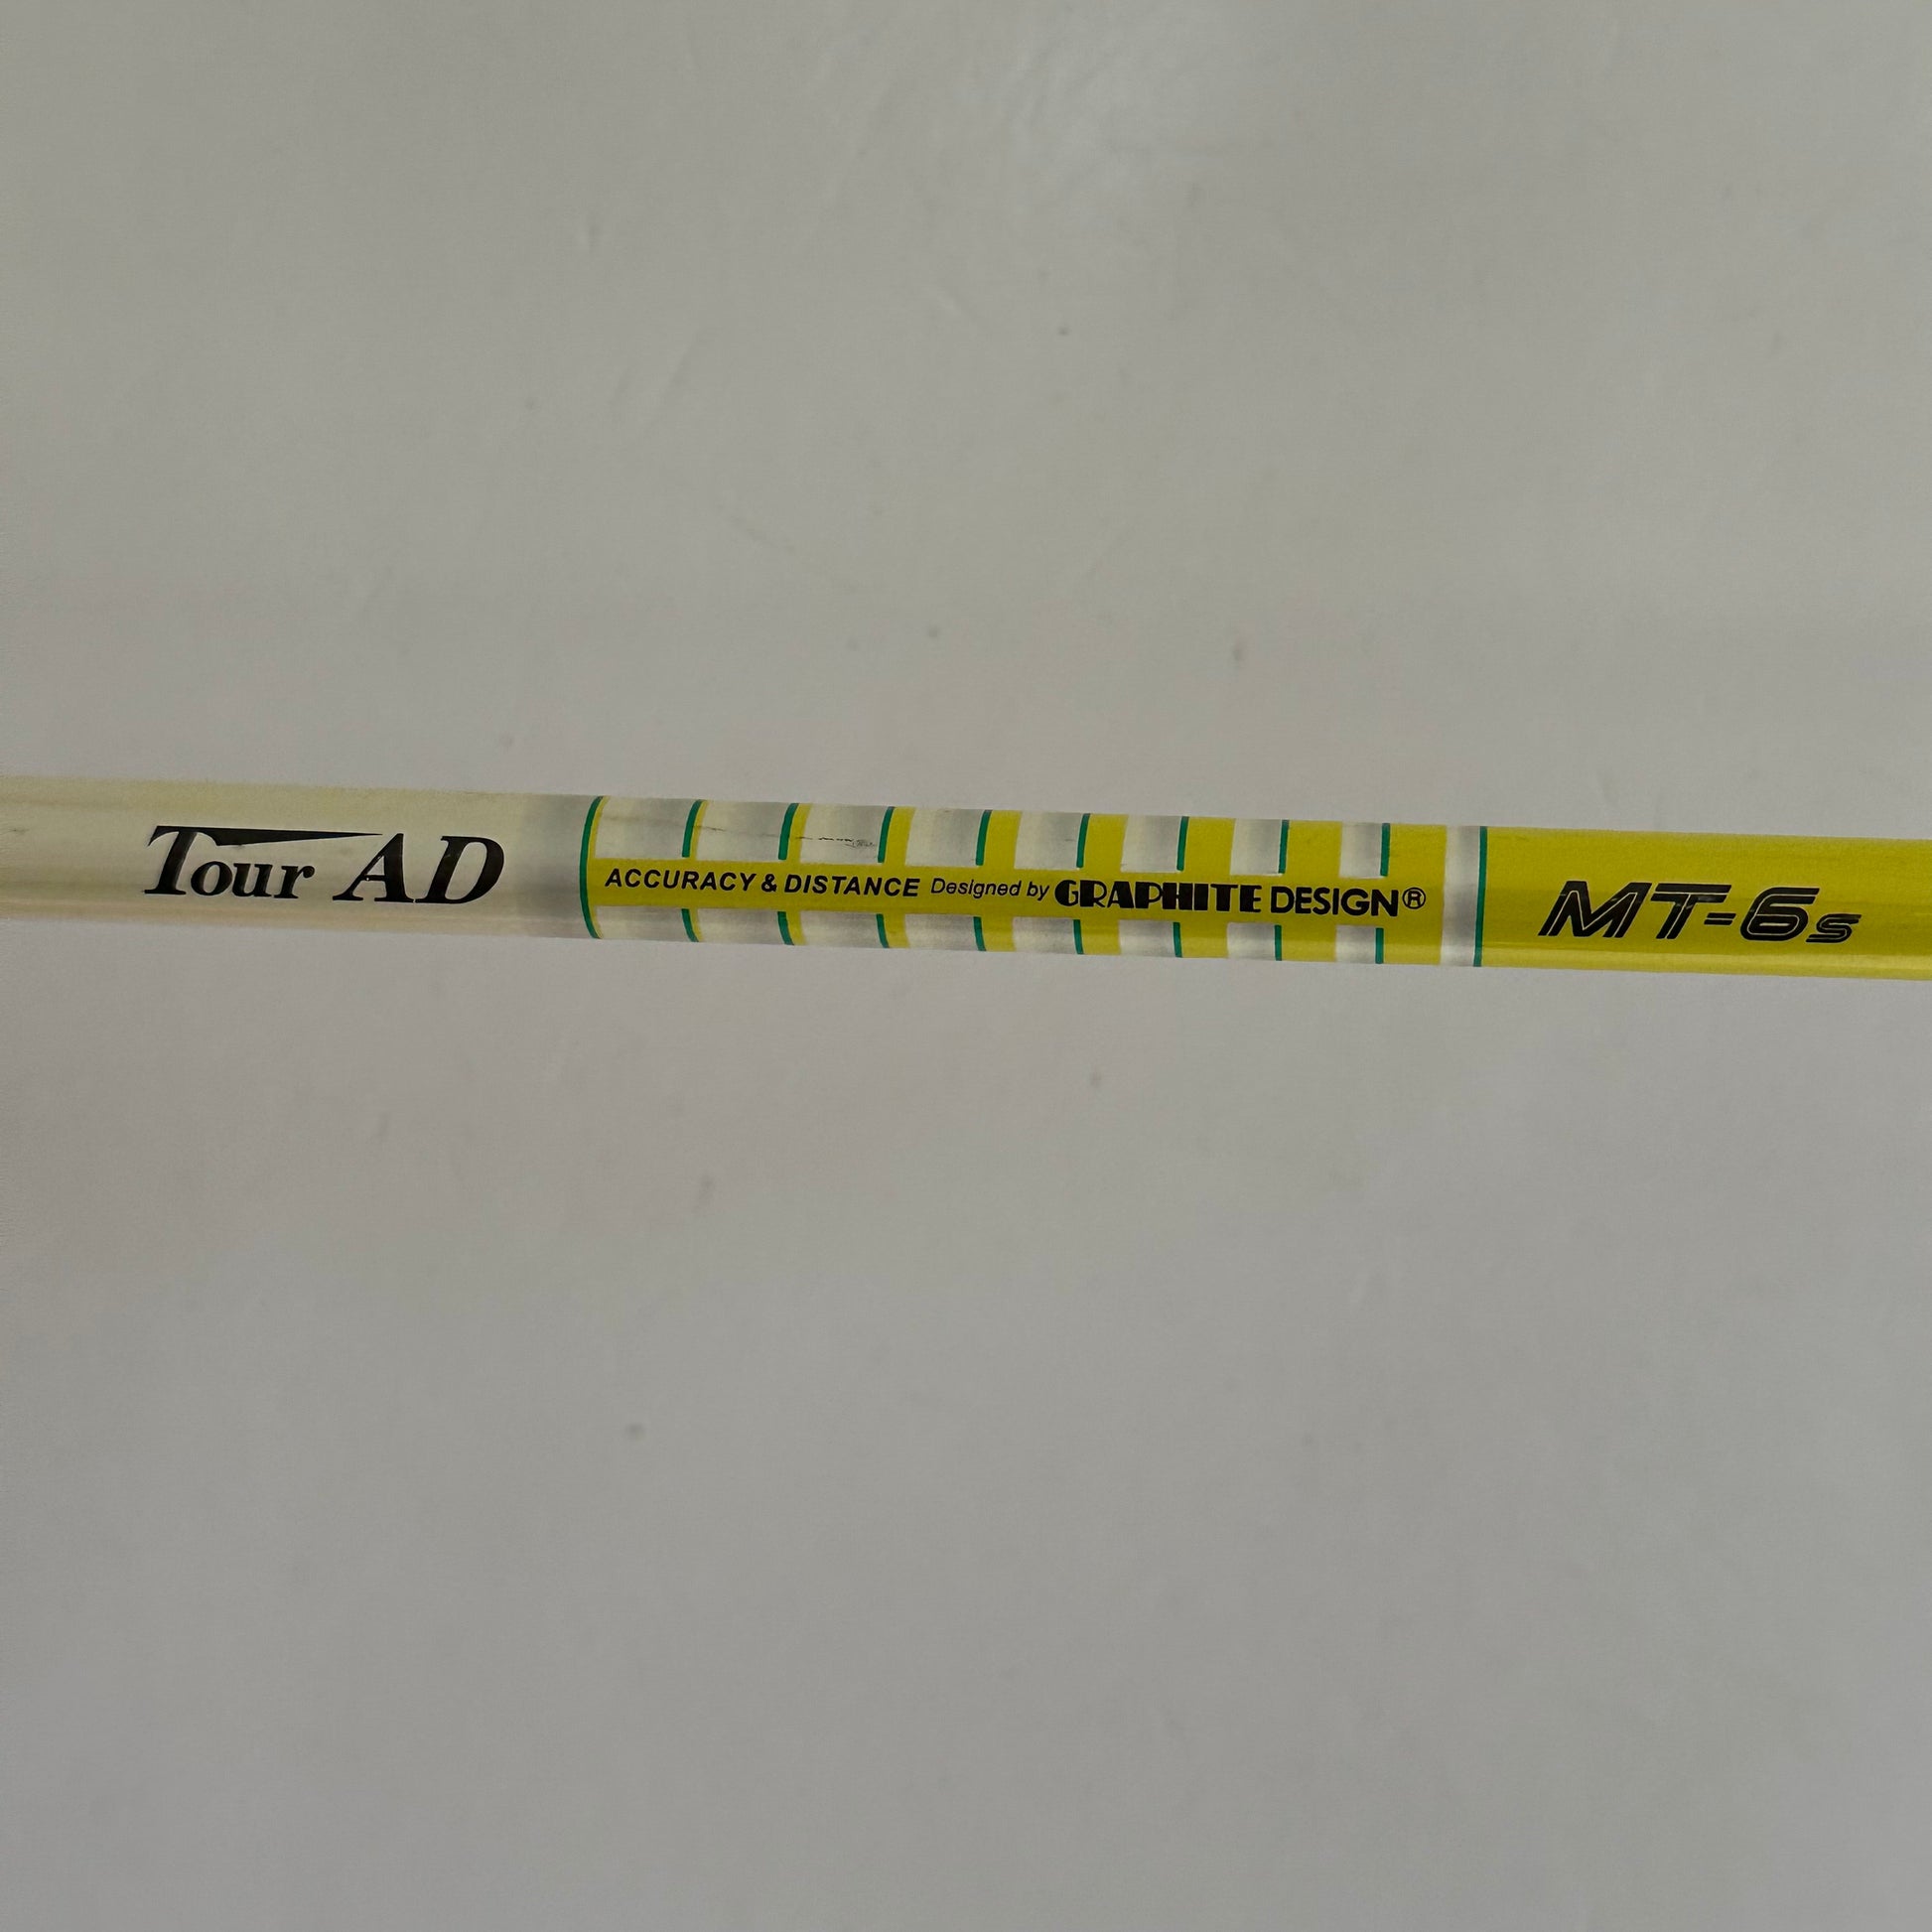 Tour AD ACCURACY & DISTANCE Designed by GRAPHITE DESIGN® MT-6s